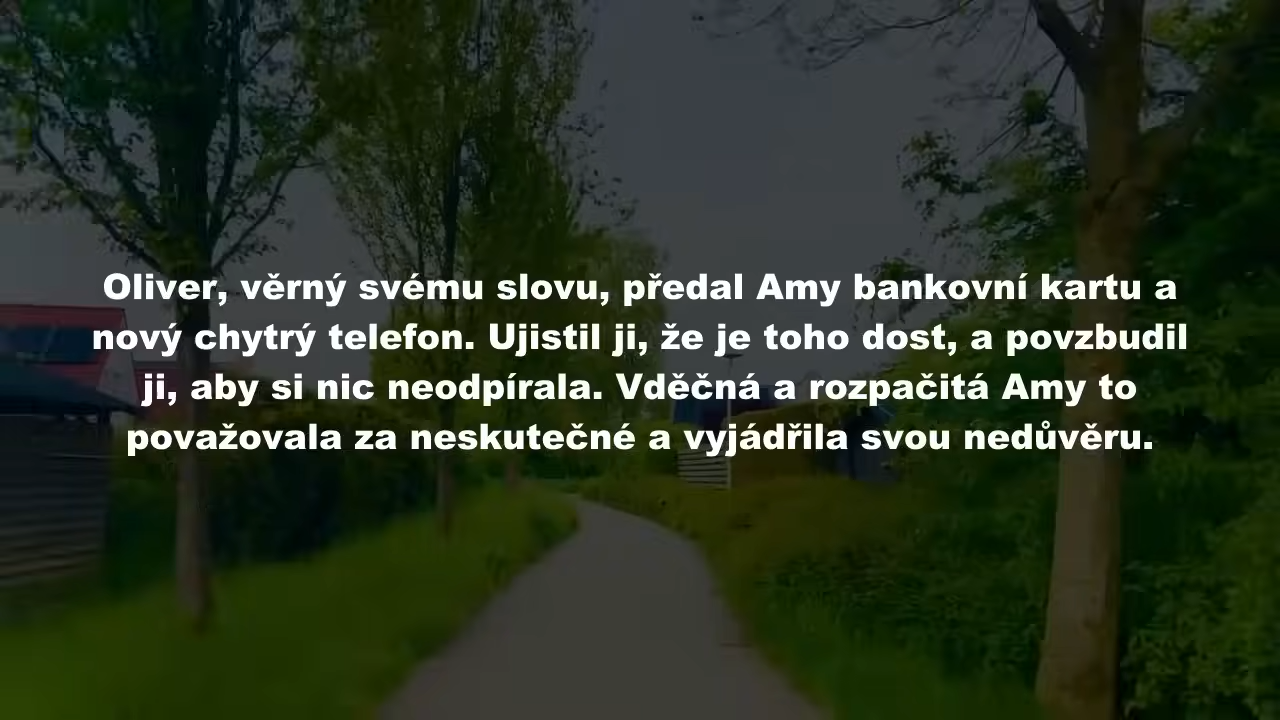 Oliver, věrný svému slovu, předal Amy bankovní kartu a
nový chytrý telefon. Ujistil ji, že je toho dost, a povzbudil
ji, aby si nic neodpírala. Vděčná a rozpačitá Amy to
považovala za neskutečné a vyjádřila svou nedůvěru.